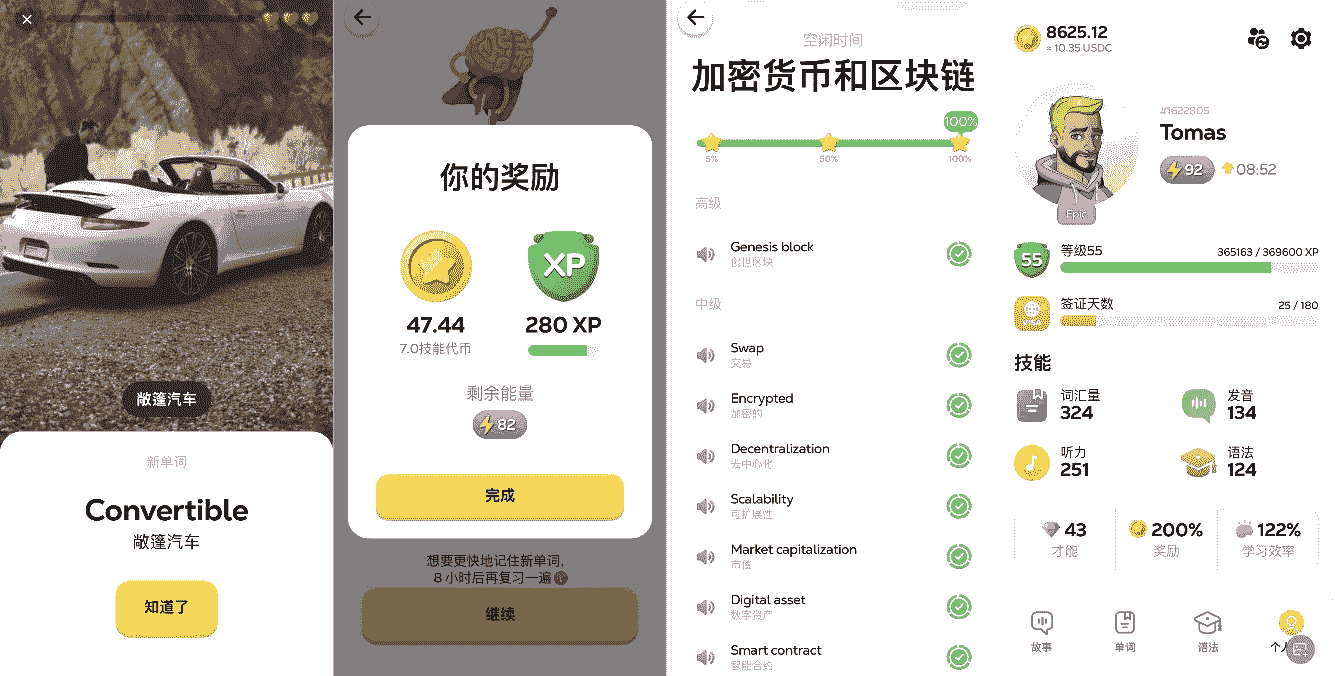 敞篷汽车
新单词
Convertible
敞篷汽车
知道了
你的奖励
XP
47.44
7.0技能代币
280 XP
剩余能量
82
完成
想要更快地记住新单词,
8 小时后再复习一遍
继续
空闲时间
加密货币和区块链
100%
5%
50%
100%
高级
Genesis block
创世区块
中级
Swap
交易
Encrypted
加密的
Decentralization
去中心化
Scalability
可扩展性
Market capitalization
市值
Digital asset
数字资产
Smart contract
智能合约
8625.12
≈ 10.35 USDC
#1622805
Tomas
92
08:52
Epic
55
等级55
365163 / 369600 XP
签证天数
25 / 180
技能
词汇量
324
发音
134
听力
251
语法
124
43
才能
200%
奖励
122%
学习效率
故事
单词
语法
个